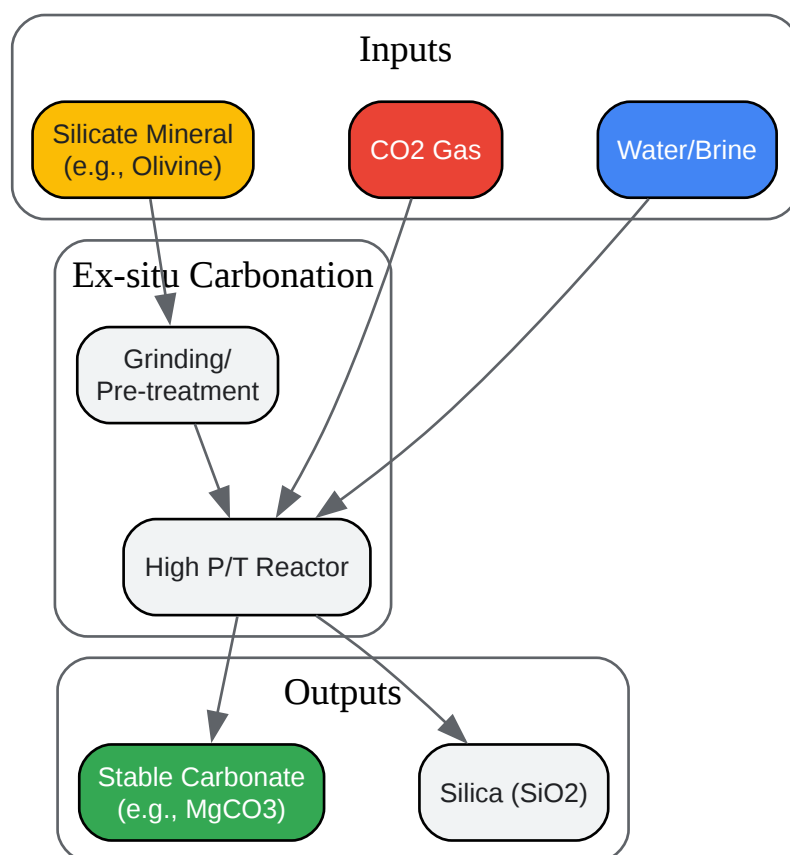 Inputs
Silicate Mineral
(e.g., Olivine)
CO2 Gas
Water/Brine
Ex-situ Carbonation
Grinding/
Pre-treatment
High P/T Reactor
Outputs
Stable Carbonate
(e.g., MgCO3)
Silica (SiO2)